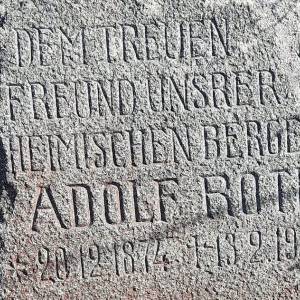 DEM TREUEN
FREUND UNSRER
HEIMISCHEN BERGE
ADOLF ROT
* 20.12.1874. † 13.2.19